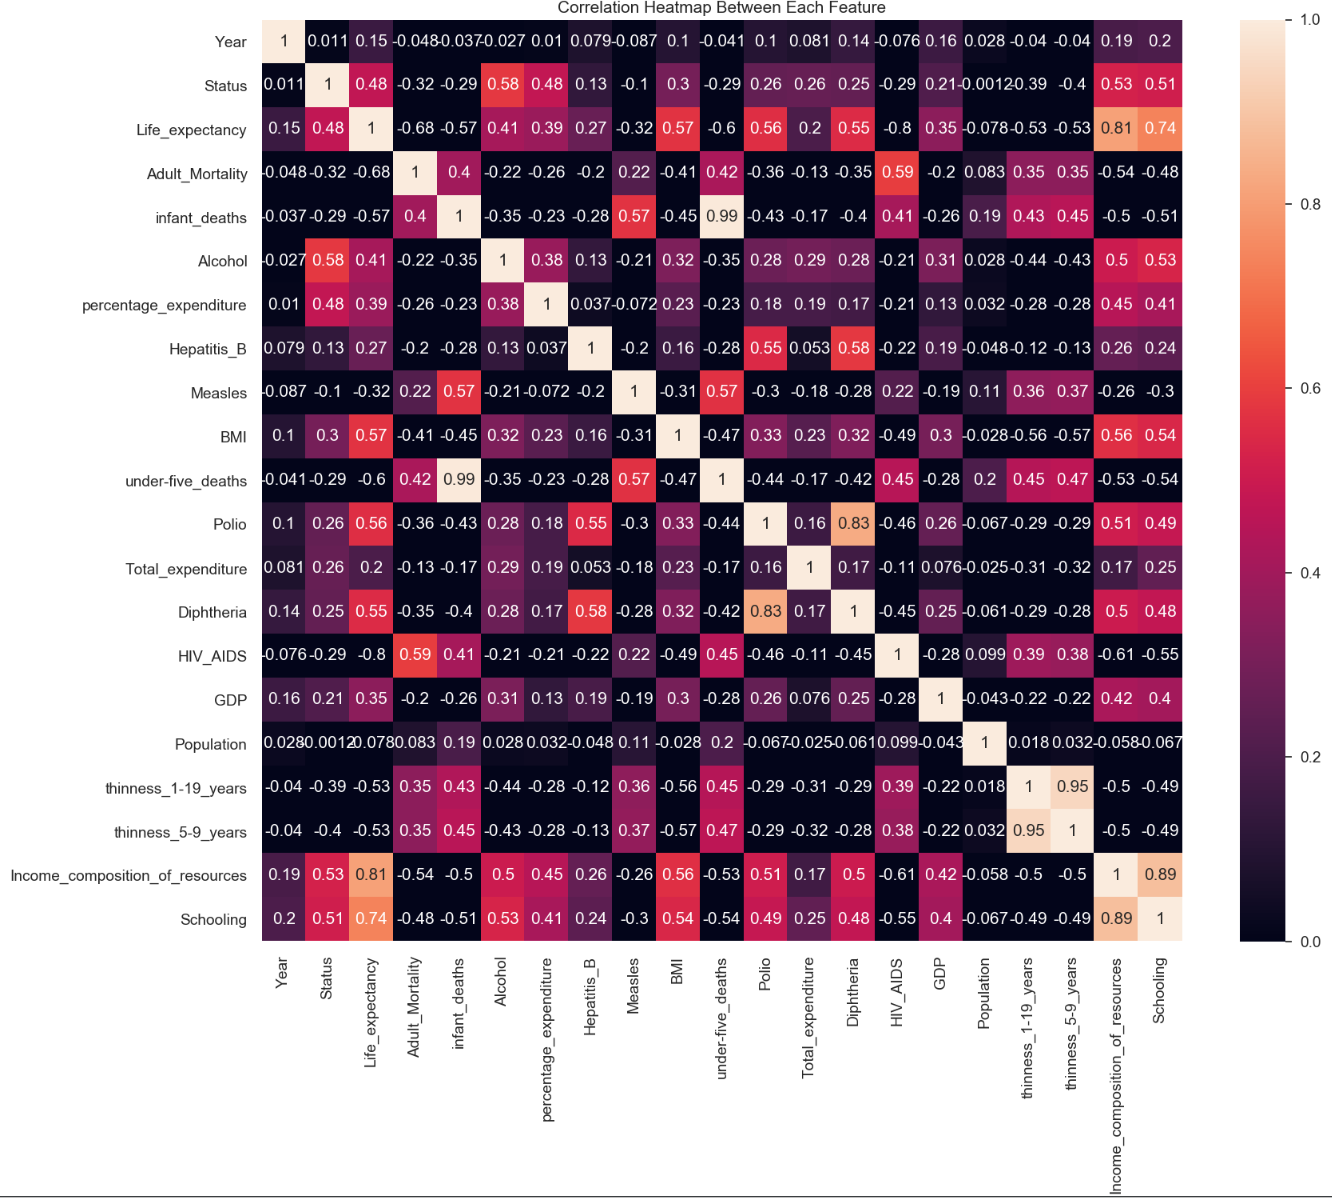 Correlation Heatmap Between Each Feature
Year 1 0.011 0.15 -0.048 -0.037 -0.027 0.01 0.079 -0.087 0.1 -0.041 0.1 0.081 0.14 -0.076 0.16 0.028 -0.04 -0.04 0.19 0.2
Status 0.011 1 0.48 -0.32 -0.29 0.58 0.48 0.13 -0.1 0.3 -0.29 0.26 0.26 0.25 -0.29 0.21 -0.0012 -0.39 -0.4 0.53 0.51
Life_expectancy 0.15 0.48 1 -0.68 -0.57 0.41 0.39 0.27 -0.32 0.57 -0.6 0.56 0.2 0.55 -0.8 0.35 -0.078 -0.53 -0.53 0.81 0.74
Adult_Mortality -0.048 -0.32 -0.68 1 0.4 -0.22 -0.26 -0.2 0.22 -0.41 0.42 -0.36 -0.13 -0.35 0.59 -0.2 0.083 0.35 0.35 -0.54 -0.48
infant_deaths -0.037 -0.29 -0.57 0.4 1 -0.35 -0.23 -0.28 0.57 -0.45 0.99 -0.43 -0.17 -0.4 0.41 -0.26 0.19 0.43 0.45 -0.5 -0.51
Alcohol -0.027 0.58 0.41 -0.22 -0.35 1 0.38 0.13 -0.21 0.32 -0.35 0.28 0.29 0.28 -0.21 0.31 0.028 -0.44 -0.43 0.5 0.53
percentage_expenditure 0.01 0.48 0.39 -0.26 -0.23 0.38 1 0.037 -0.072 0.23 -0.23 0.18 0.19 0.17 -0.21 0.13 0.032 -0.28 -0.28 0.45 0.41
Hepatitis_B 0.079 0.13 0.27 -0.2 -0.28 0.13 0.037 1 -0.2 0.16 -0.28 0.55 0.053 0.58 -0.22 0.19 -0.048 -0.12 -0.13 0.26 0.24
Measles -0.087 -0.1 -0.32 0.22 0.57 -0.21 -0.072 -0.2 1 -0.31 0.57 -0.3 -0.18 -0.28 0.22 -0.19 0.11 0.36 0.37 -0.26 -0.3
BMI 0.1 0.3 0.57 -0.41 -0.45 0.32 0.23 0.16 -0.31 1 -0.47 0.33 0.23 0.32 -0.49 0.3 -0.028 -0.56 -0.57 0.56 0.54
under-five_deaths -0.041 -0.29 -0.6 0.42 0.99 -0.35 -0.23 -0.28 0.57 -0.47 1 -0.44 -0.17 -0.42 0.45 -0.28 0.2 0.45 0.47 -0.53 -0.54
Polio 0.1 0.26 0.56 -0.36 -0.43 0.28 0.18 0.55 -0.3 0.33 -0.44 1 0.16 0.83 -0.46 0.26 -0.067 -0.29 -0.29 0.51 0.49
Total_expenditure 0.081 0.26 0.2 -0.13 -0.17 0.29 0.19 0.053 -0.18 0.23 -0.17 0.16 1 0.17 -0.11 0.076 -0.025 -0.31 -0.32 0.17 0.25
Diphtheria 0.14 0.25 0.55 -0.35 -0.4 0.28 0.17 0.58 -0.28 0.32 -0.42 0.83 0.17 1 -0.45 0.25 -0.061 -0.29 -0.28 0.5 0.48
HIV_AIDS -0.076 -0.29 -0.8 0.59 0.41 -0.21 -0.21 -0.22 0.22 -0.49 0.45 -0.46 -0.11 -0.45 1 -0.28 0.099 0.39 0.38 -0.61 -0.55
GDP 0.16 0.21 0.35 -0.2 -0.26 0.31 0.13 0.19 -0.19 0.3 -0.28 0.26 0.076 0.25 -0.28 1 -0.043 -0.22 -0.22 0.42 0.4
Population 0.028 -0.0012 -0.078 0.083 0.19 0.028 0.032 -0.048 0.11 -0.028 0.2 -0.067 -0.025 -0.061 0.099 -0.043 1 0.018 0.032 -0.058 -0.067
thinness_1-19_years -0.04 -0.39 -0.53 0.35 0.43 -0.44 -0.28 -0.12 0.36 -0.56 0.45 -0.29 -0.31 -0.29 0.39 -0.22 0.018 1 0.95 -0.5 -0.49
thinness_5-9_years -0.04 -0.4 -0.53 0.35 0.45 -0.43 -0.28 -0.13 0.37 -0.57 0.47 -0.29 -0.32 -0.28 0.38 -0.22 0.032 0.95 1 -0.5 -0.49
Income_composition_of_resources 0.19 0.53 0.81 -0.54 -0.5 0.5 0.45 0.26 -0.26 0.56 -0.53 0.51 0.17 0.5 -0.61 0.42 -0.058 -0.5 -0.5 1 0.89
Schooling 0.2 0.51 0.74 -0.48 -0.51 0.53 0.41 0.24 -0.3 0.54 -0.54 0.49 0.25 0.48 -0.55 0.4 -0.067 -0.49 -0.49 0.89 1
Year
Status
Life_expectancy
Adult_Mortality
infant_deaths
Alcohol
percentage_expenditure
Hepatitis_B
Measles
BMI
under-five_deaths
Polio
Total_expenditure
Diphtheria
HIV_AIDS
GDP
Population
thinness_1-19_years
thinness_5-9_years
Income_composition_of_resources
Schooling
1.0
0.8
0.6
0.4
0.2
0.0